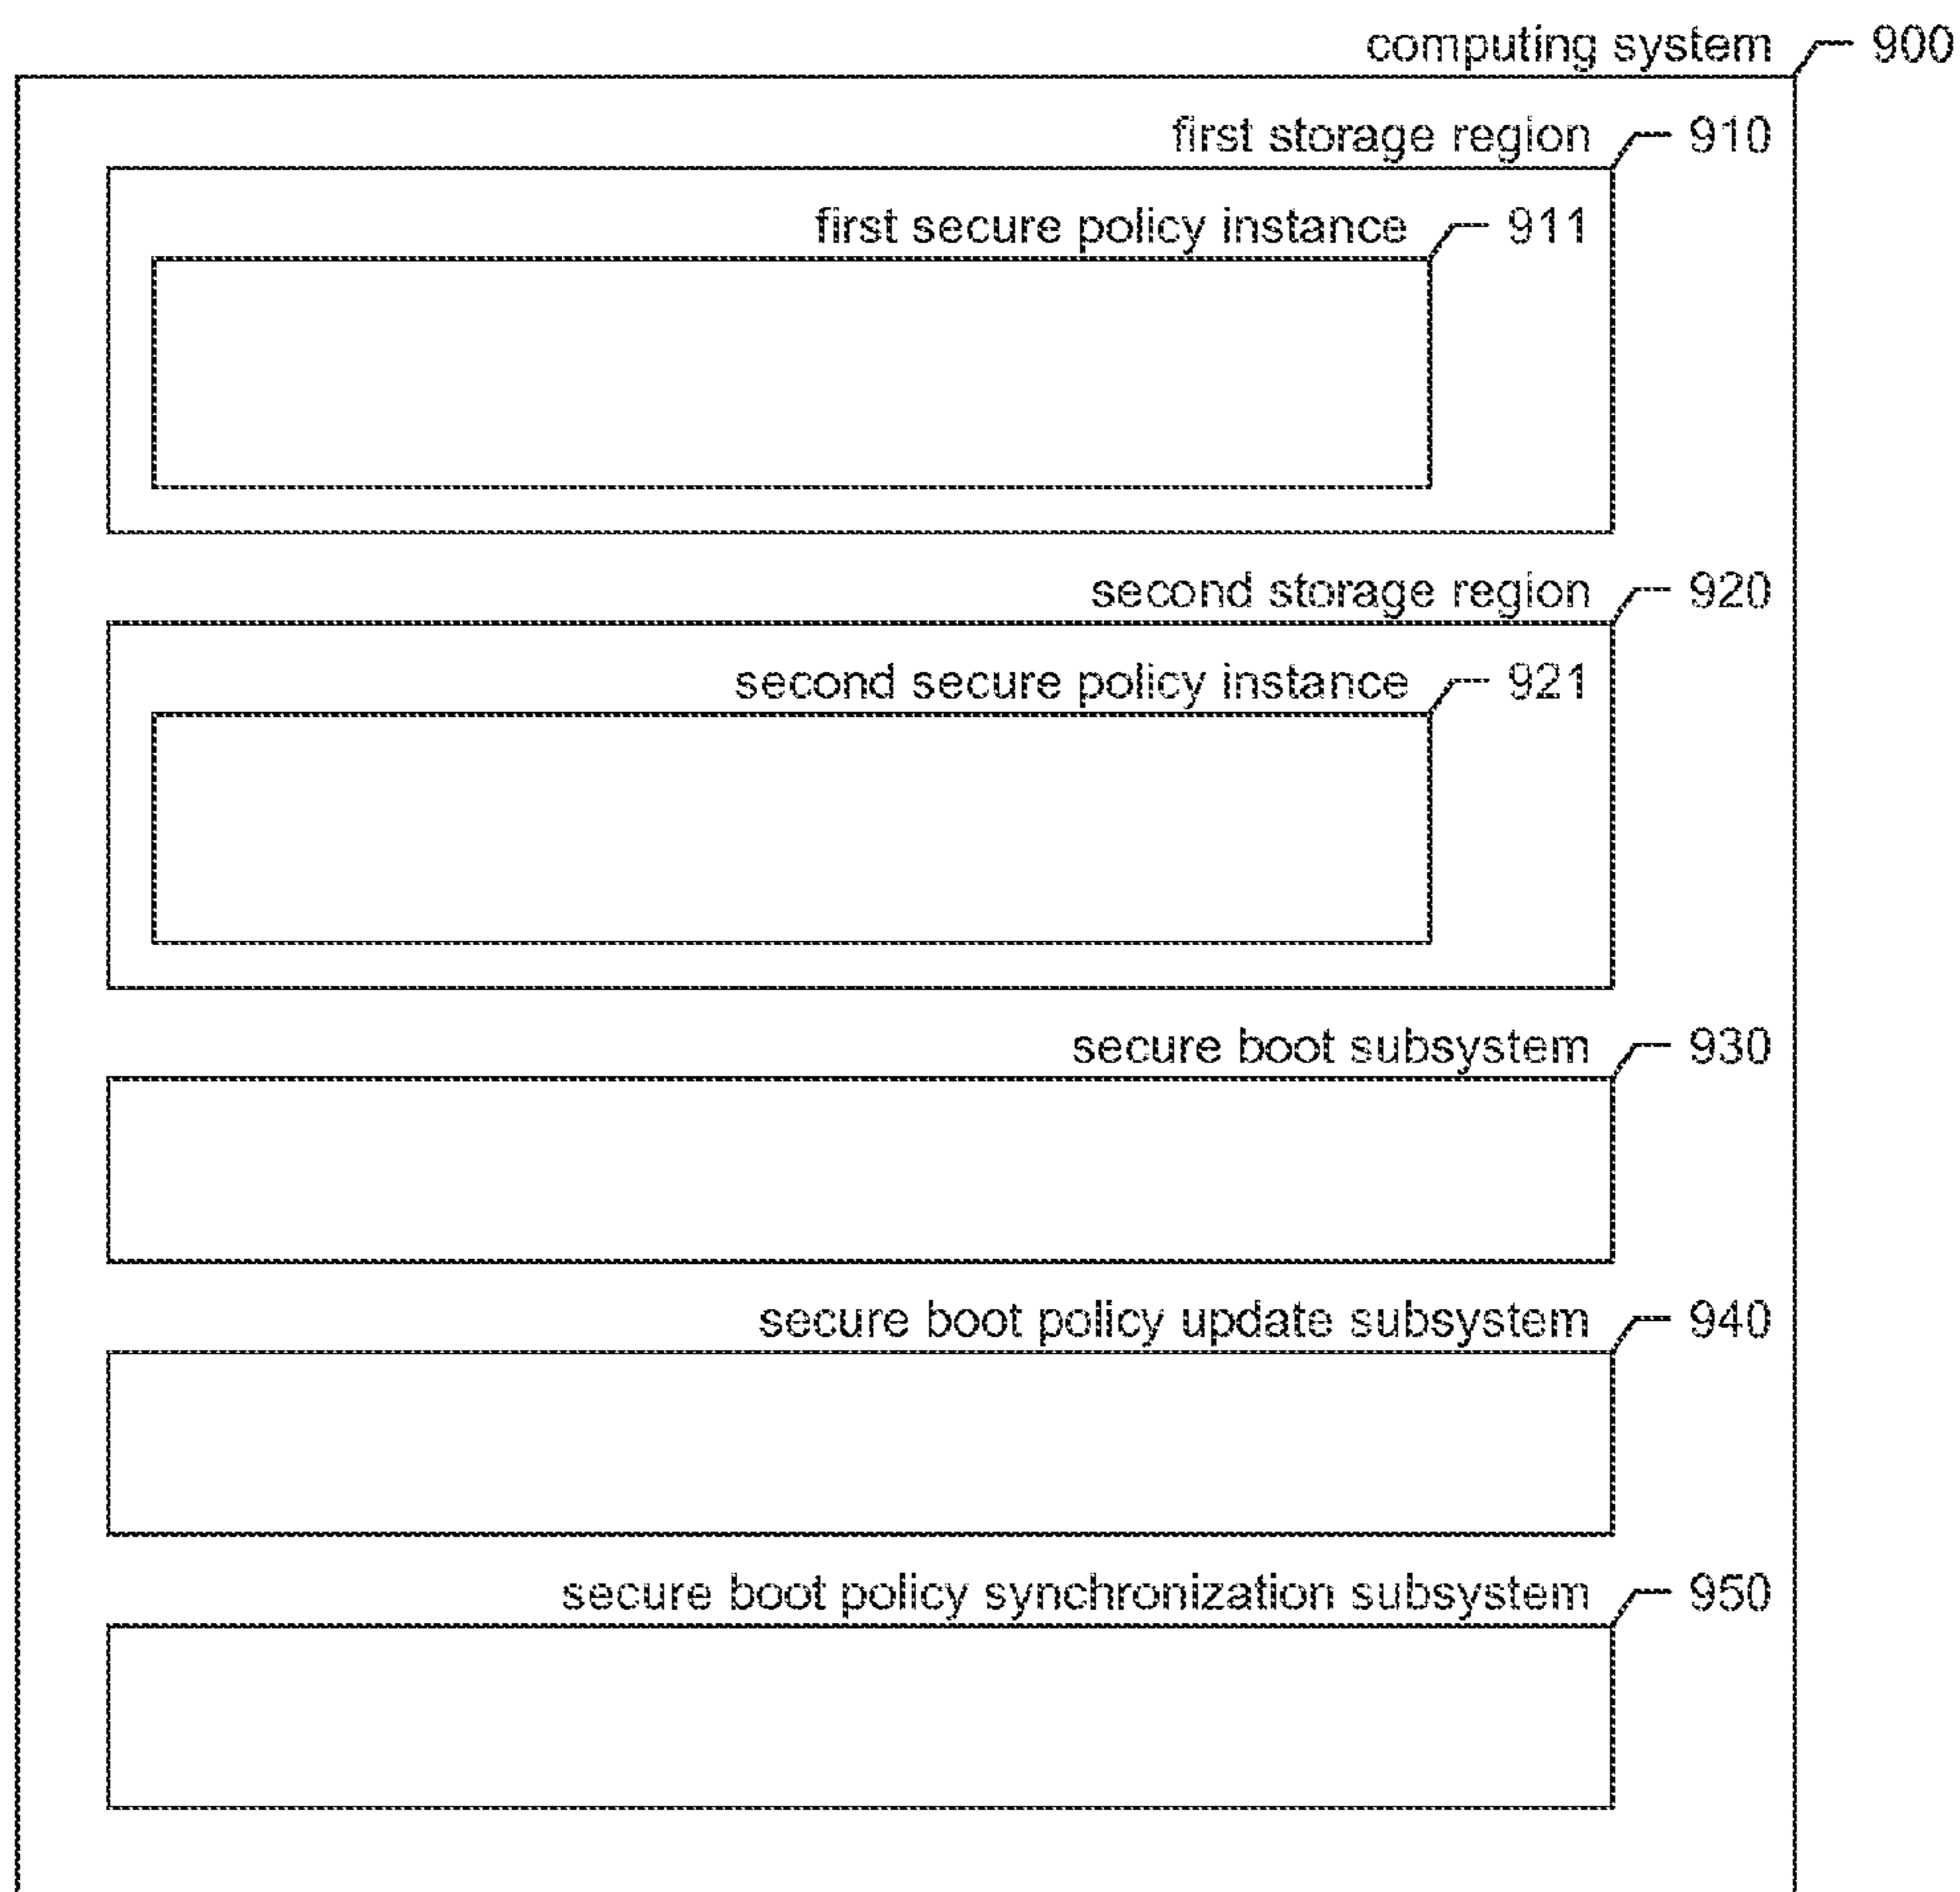 computing system 900
first storage region 910
first secure policy instance 911
second storage region 920
second secure policy instance 921
secure boot subsystem 930
secure boot policy update subsystem 940
secure boot policy synchronization subsystem 950